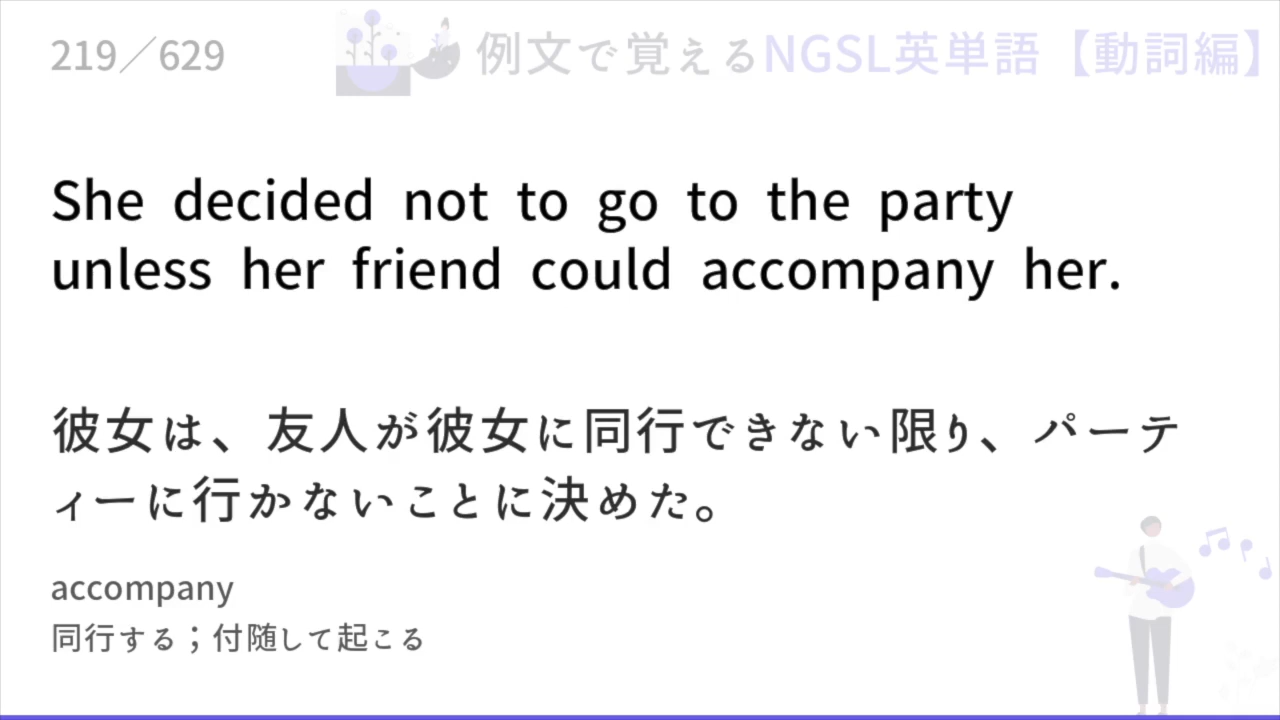 219／629
例文で覚えるNGSL英単語【動詞編】
She decided not to go to the party
unless her friend could accompany her.
彼女は、友人が彼女に同行できない限り、パーテ
ィーに行かないことに決めた。
accompany
同行する；付随して起こる